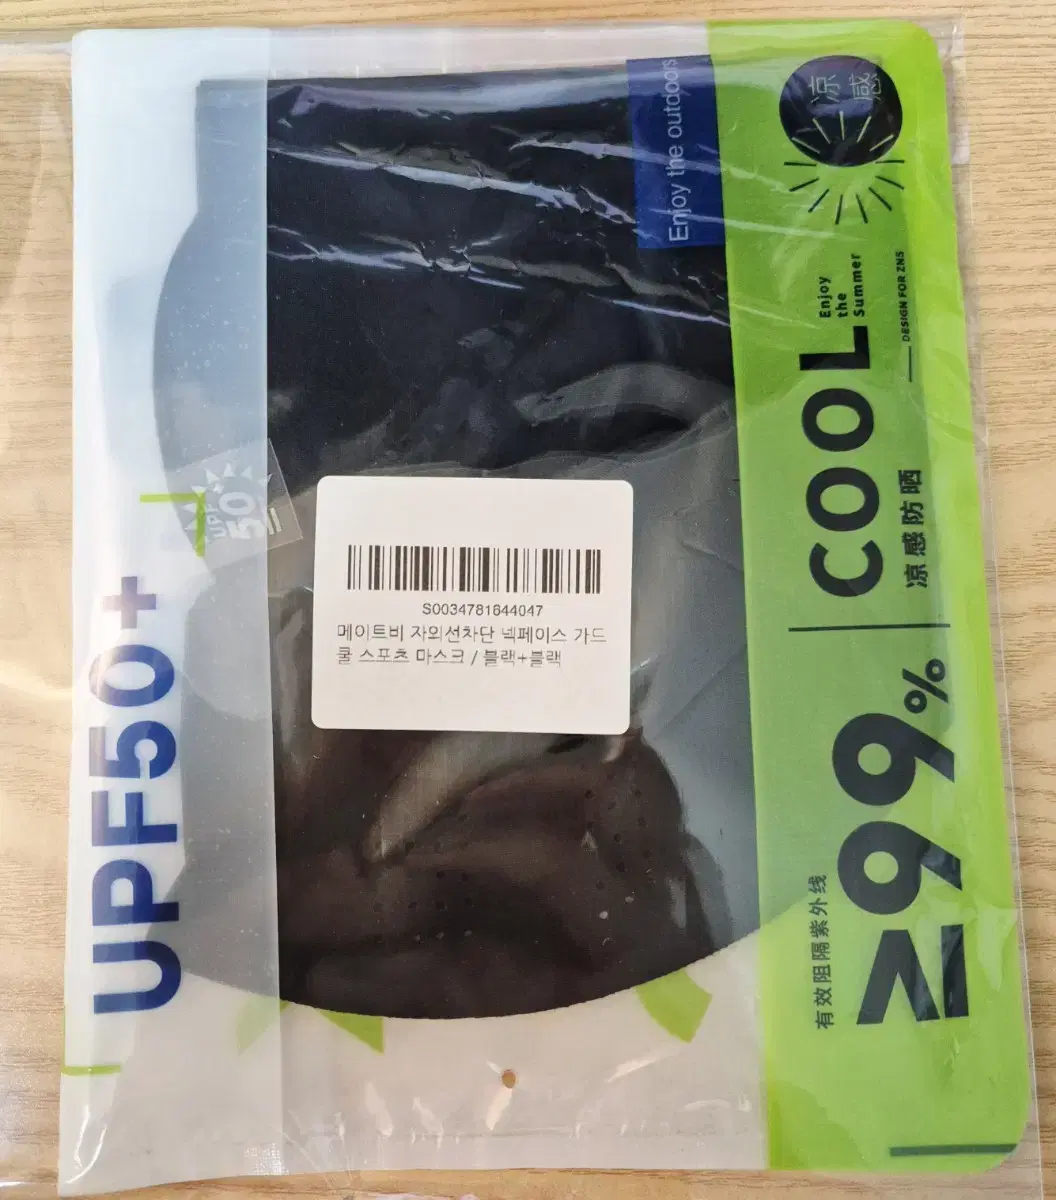 UPF50+
UPF
50
Enjoy the outdoors
S0034781644047
메이트비 자외선차단 넥페이스 가드
쿨 스포츠 마스크 / 블랙+블랙
凉感
DESIGN FOR ZNS
Enjoy
the
Summer
COOL
凉感防晒
≥99%
有效阻隔紫外线